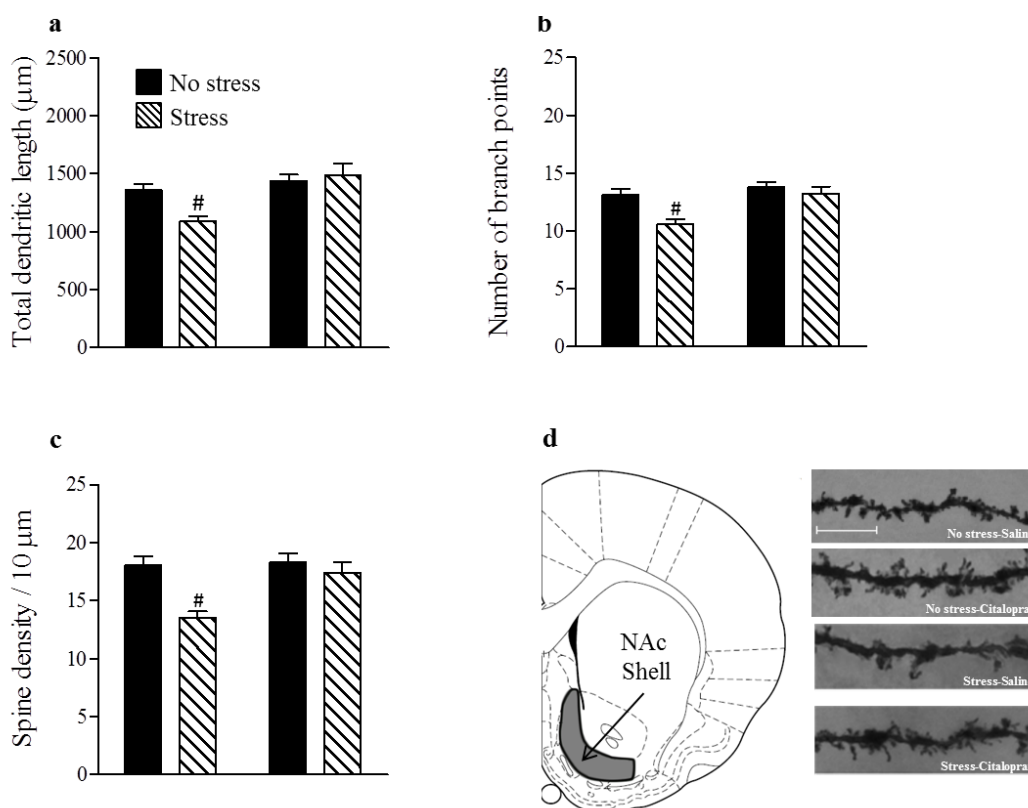 a
Total dendritic length (µm)
2500
2000
1500
1000
500
0
No stress
Stress
#
b
Number of branch points
25
20
15
10
5
0
#
c
Spine density / 10 µm
25
20
15
10
5
0
#
d
NAc
Shell
No stress-Salin
No stress-Citalopra
Stress-Salin
Stress-Citalopra